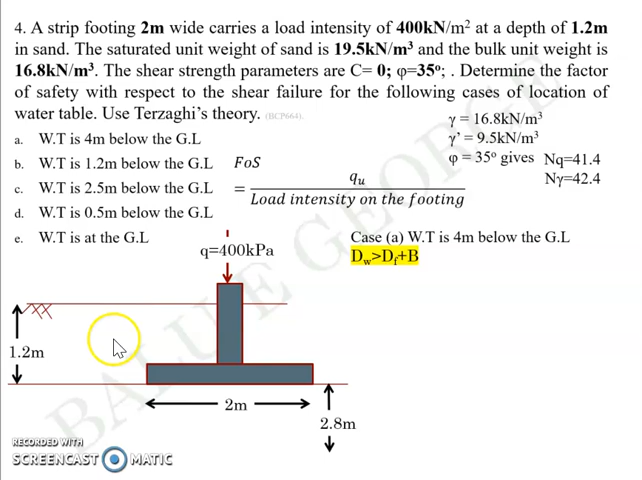 4. A strip footing 2m wide carries a load intensity of 400kN/m² at a depth of 1.2m
in sand. The saturated unit weight of sand is 19.5kN/m³ and the bulk unit weight is
16.8kN/m³. The shear strength parameters are C= 0; φ=35°; . Determine the factor
of safety with respect to the shear failure for the following cases of location of
water table. Use Terzaghi's theory. (BCP664).
a. W.T is 4m below the G.L
b. W.T is 1.2m below the G.L
c. W.T is 2.5m below the G.L
d. W.T is 0.5m below the G.L
e. W.T is at the G.L
FoS
= qu
Load intensity on the footing
γ = 16.8kN/m³
γ' = 9.5kN/m³
φ = 35° gives Nq=41.4
Nγ=42.4
Case (a) W.T is 4m below the G.L
Dw>Df+B
q=400kPa
1.2m
2m
2.8m
BALU E GEORGE
RECORDED WITH
SCREENCAST MATIC